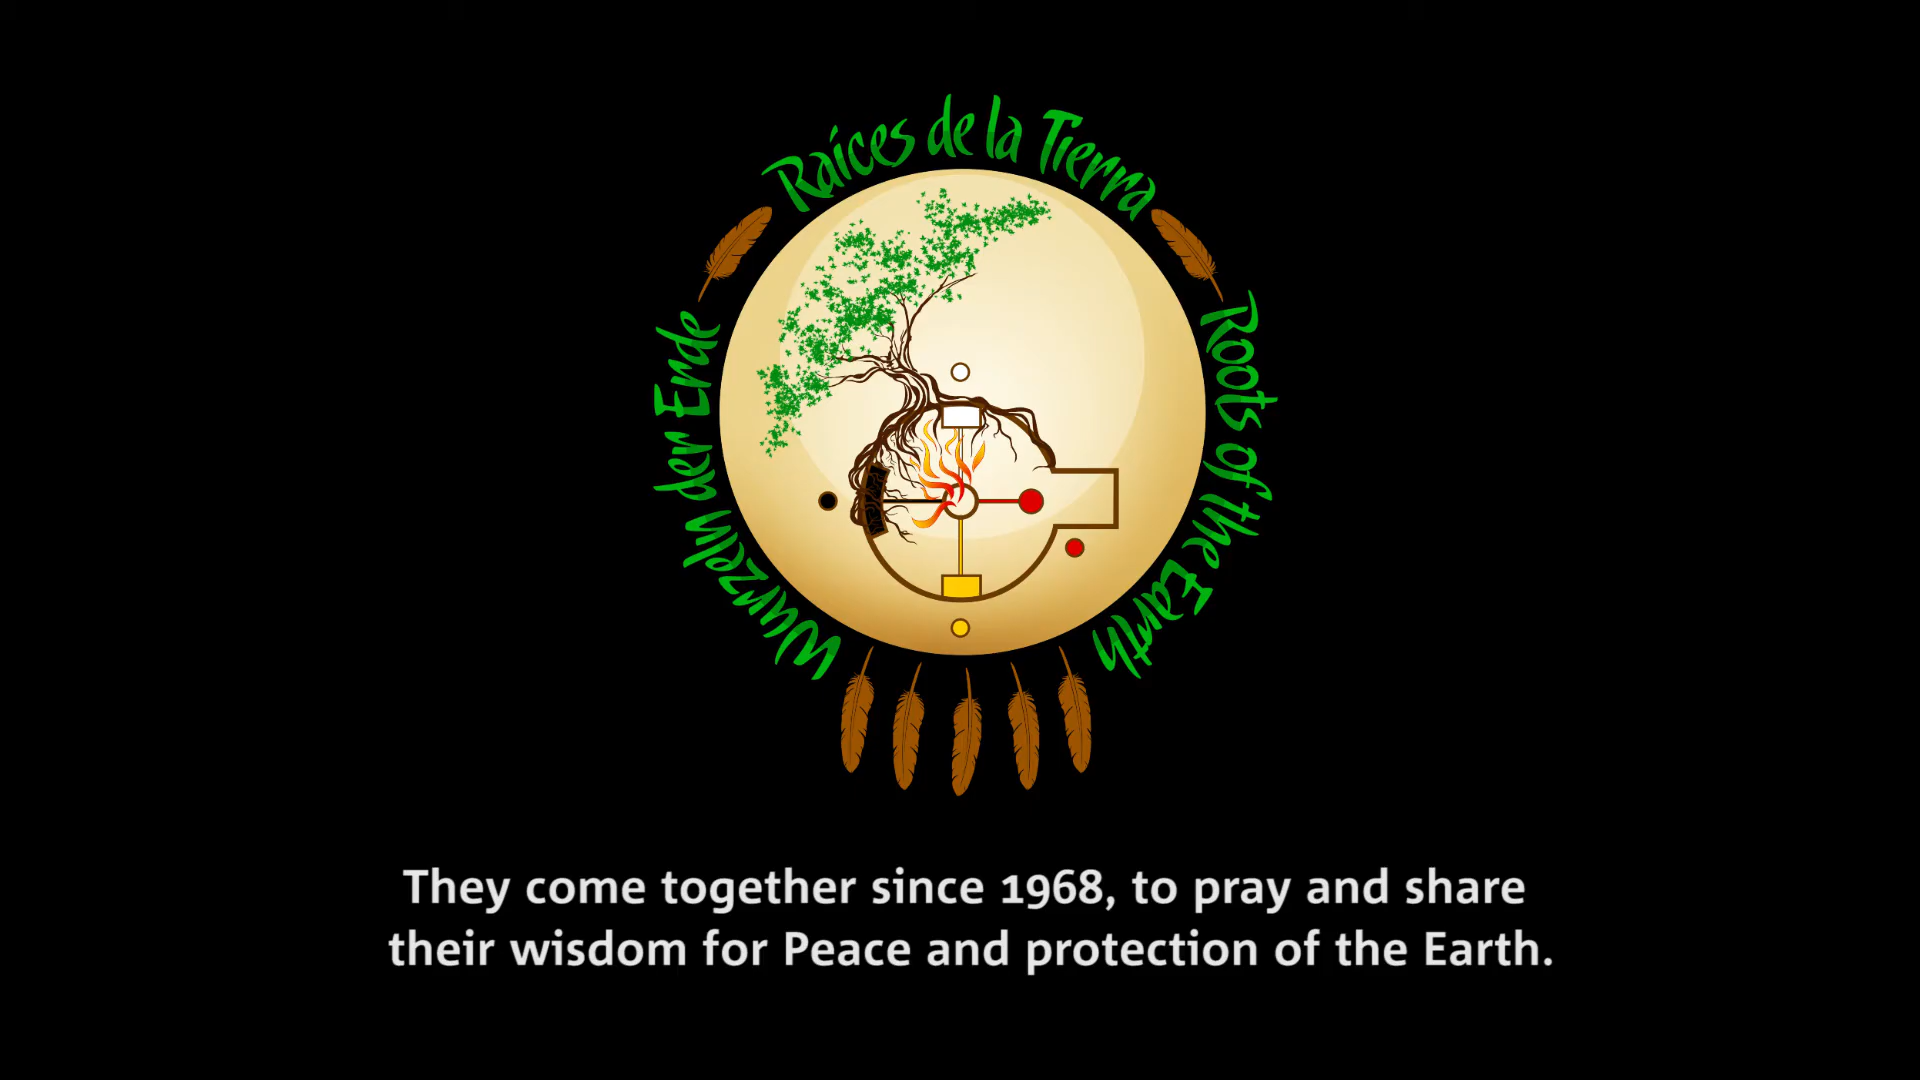 Raíces de la Tierra
Wurzeln der Erde
Roots of the Earth
They come together since 1968, to pray and share
their wisdom for Peace and protection of the Earth.